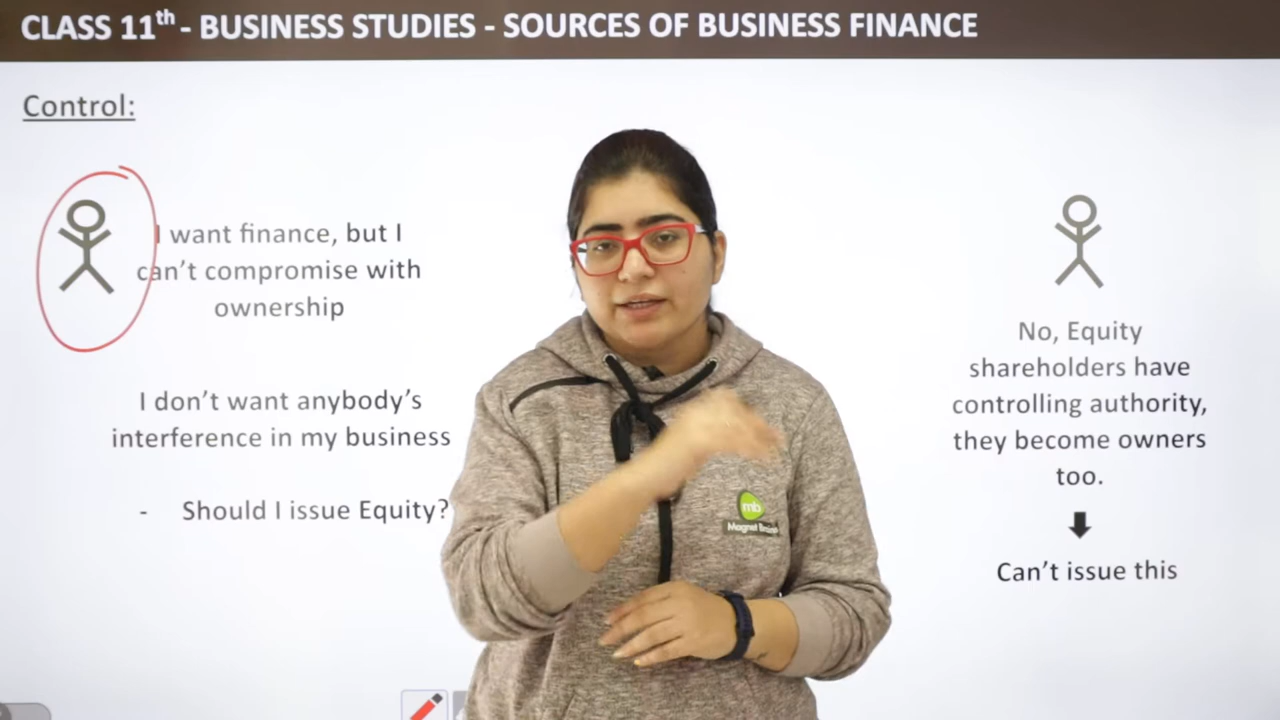 CLASS 11th - BUSINESS STUDIES - SOURCES OF BUSINESS FINANCE
Control:
I want finance, but I
can't compromise with
ownership
I don't want anybody's
interference in my business
- Should I issue Equity?
No, Equity
shareholders have
controlling authority,
they become owners
too.
Can't issue this
mb
Magnet Brains